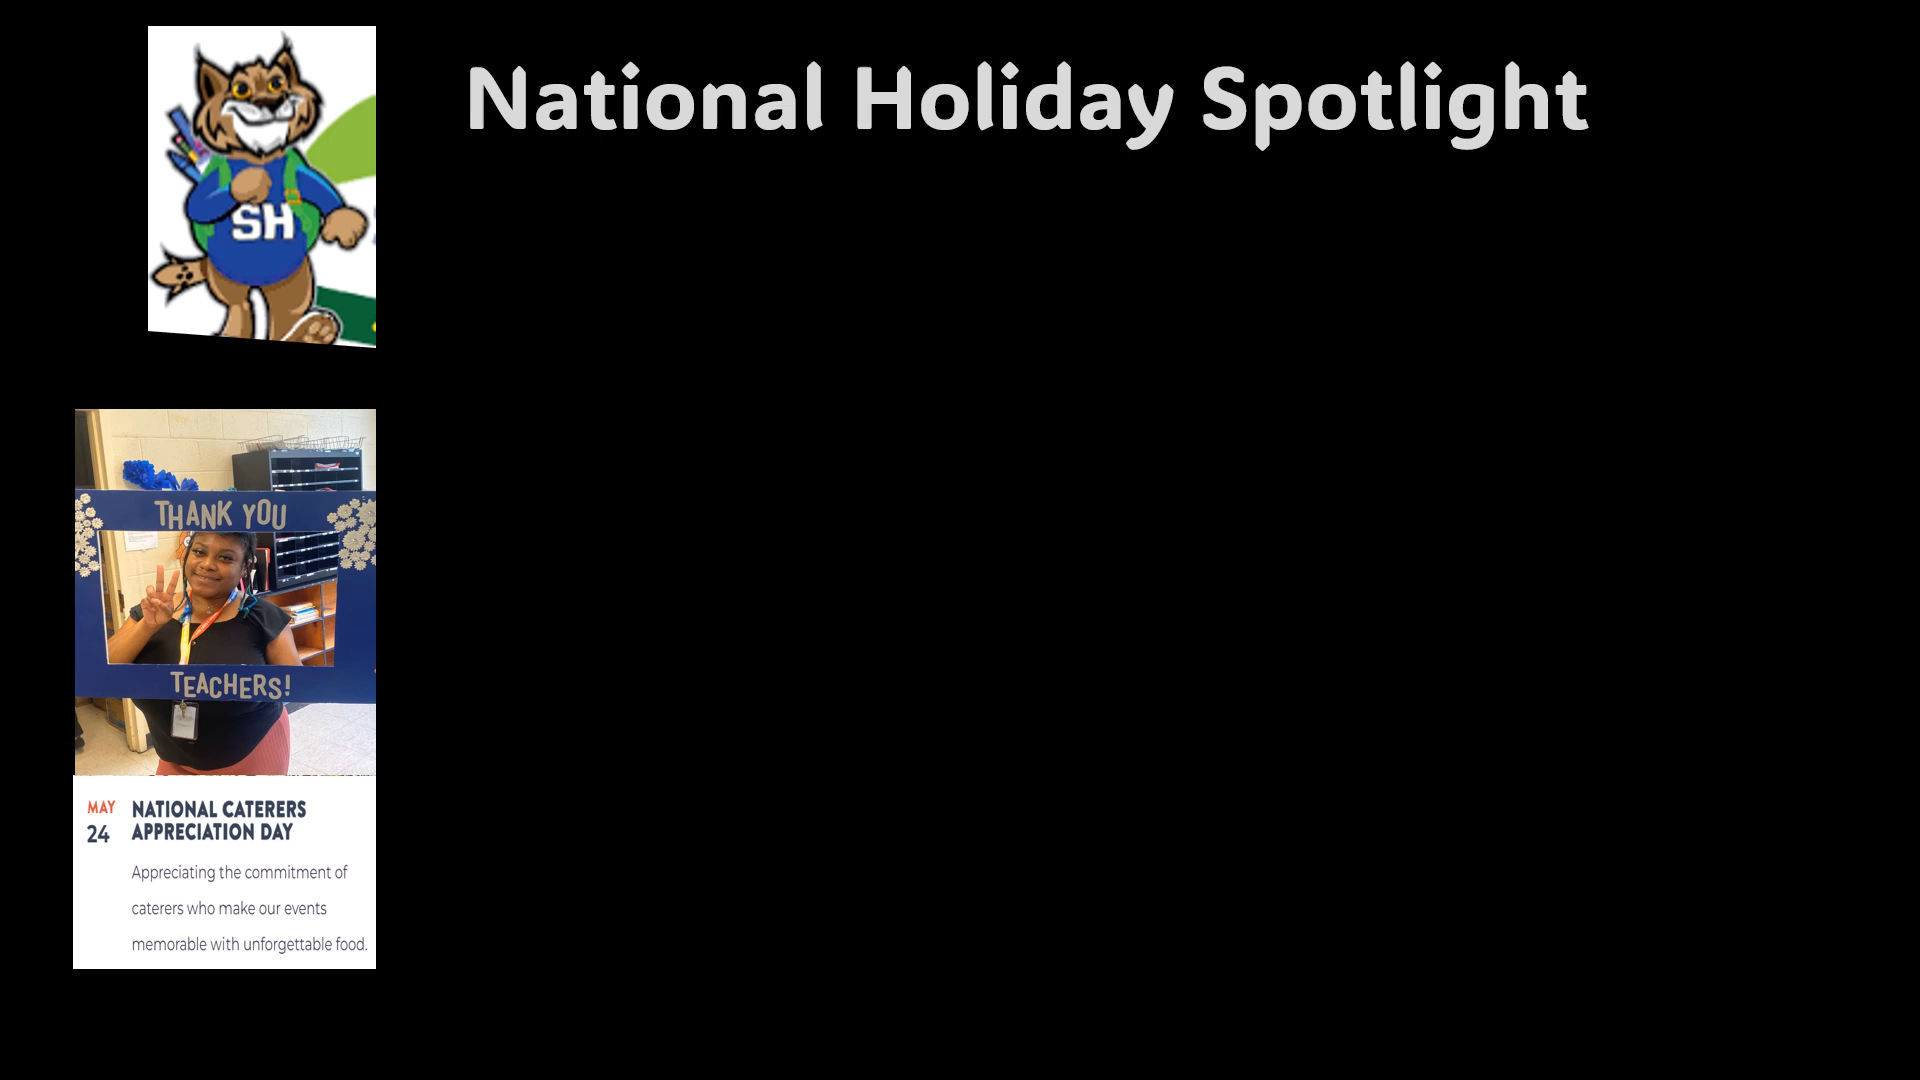 National Holiday Spotlight
SH
THANK YOU
TEACHERS!
MAY
24
NATIONAL CATERERS
APPRECIATION DAY
Appreciating the commitment of
caterers who make our events
memorable with unforgettable food.